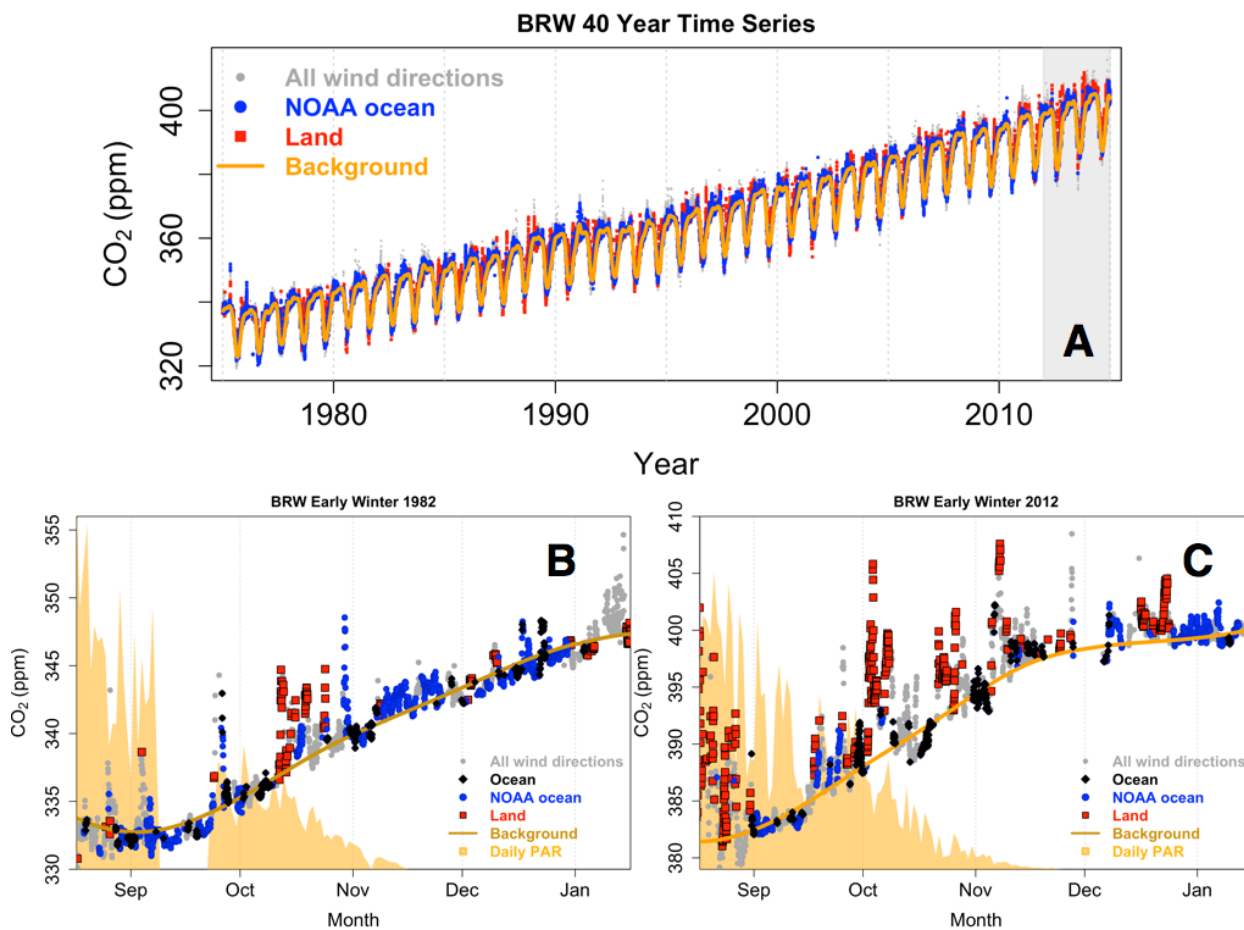 BRW 40 Year Time Series
All wind directions
NOAA ocean
Land
Background
CO2 (ppm)
400
360
320
A
1980
1990
2000
2010
Year
BRW Early Winter 1982
B
CO2 (ppm)
355
350
345
340
335
330
All wind directions
Ocean
NOAA ocean
Land
Background
Daily PAR
Sep
Oct
Nov
Dec
Jan
Month
BRW Early Winter 2012
C
CO2 (ppm)
410
405
400
395
390
385
380
All wind directions
Ocean
NOAA ocean
Land
Background
Daily PAR
Sep
Oct
Nov
Dec
Jan
Month